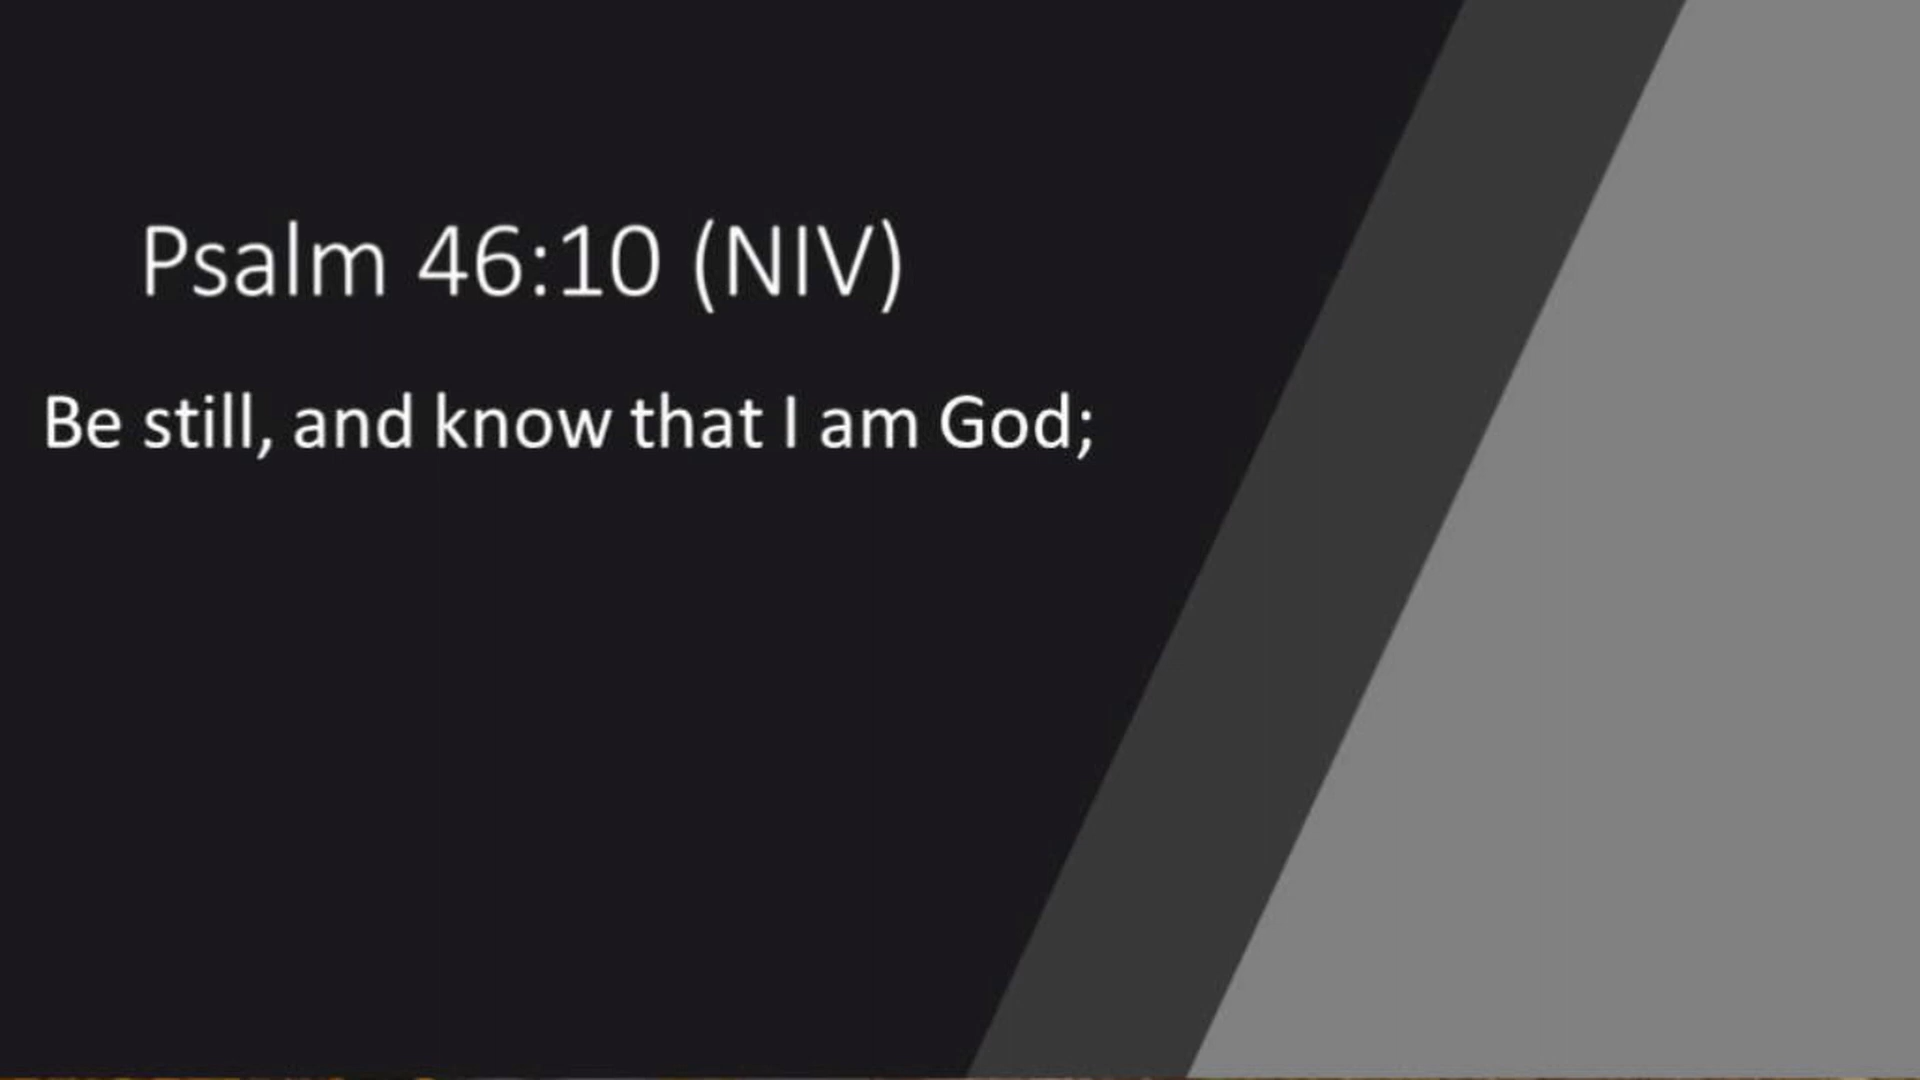 Psalm 46:10 (NIV)
Be still, and know that I am God;